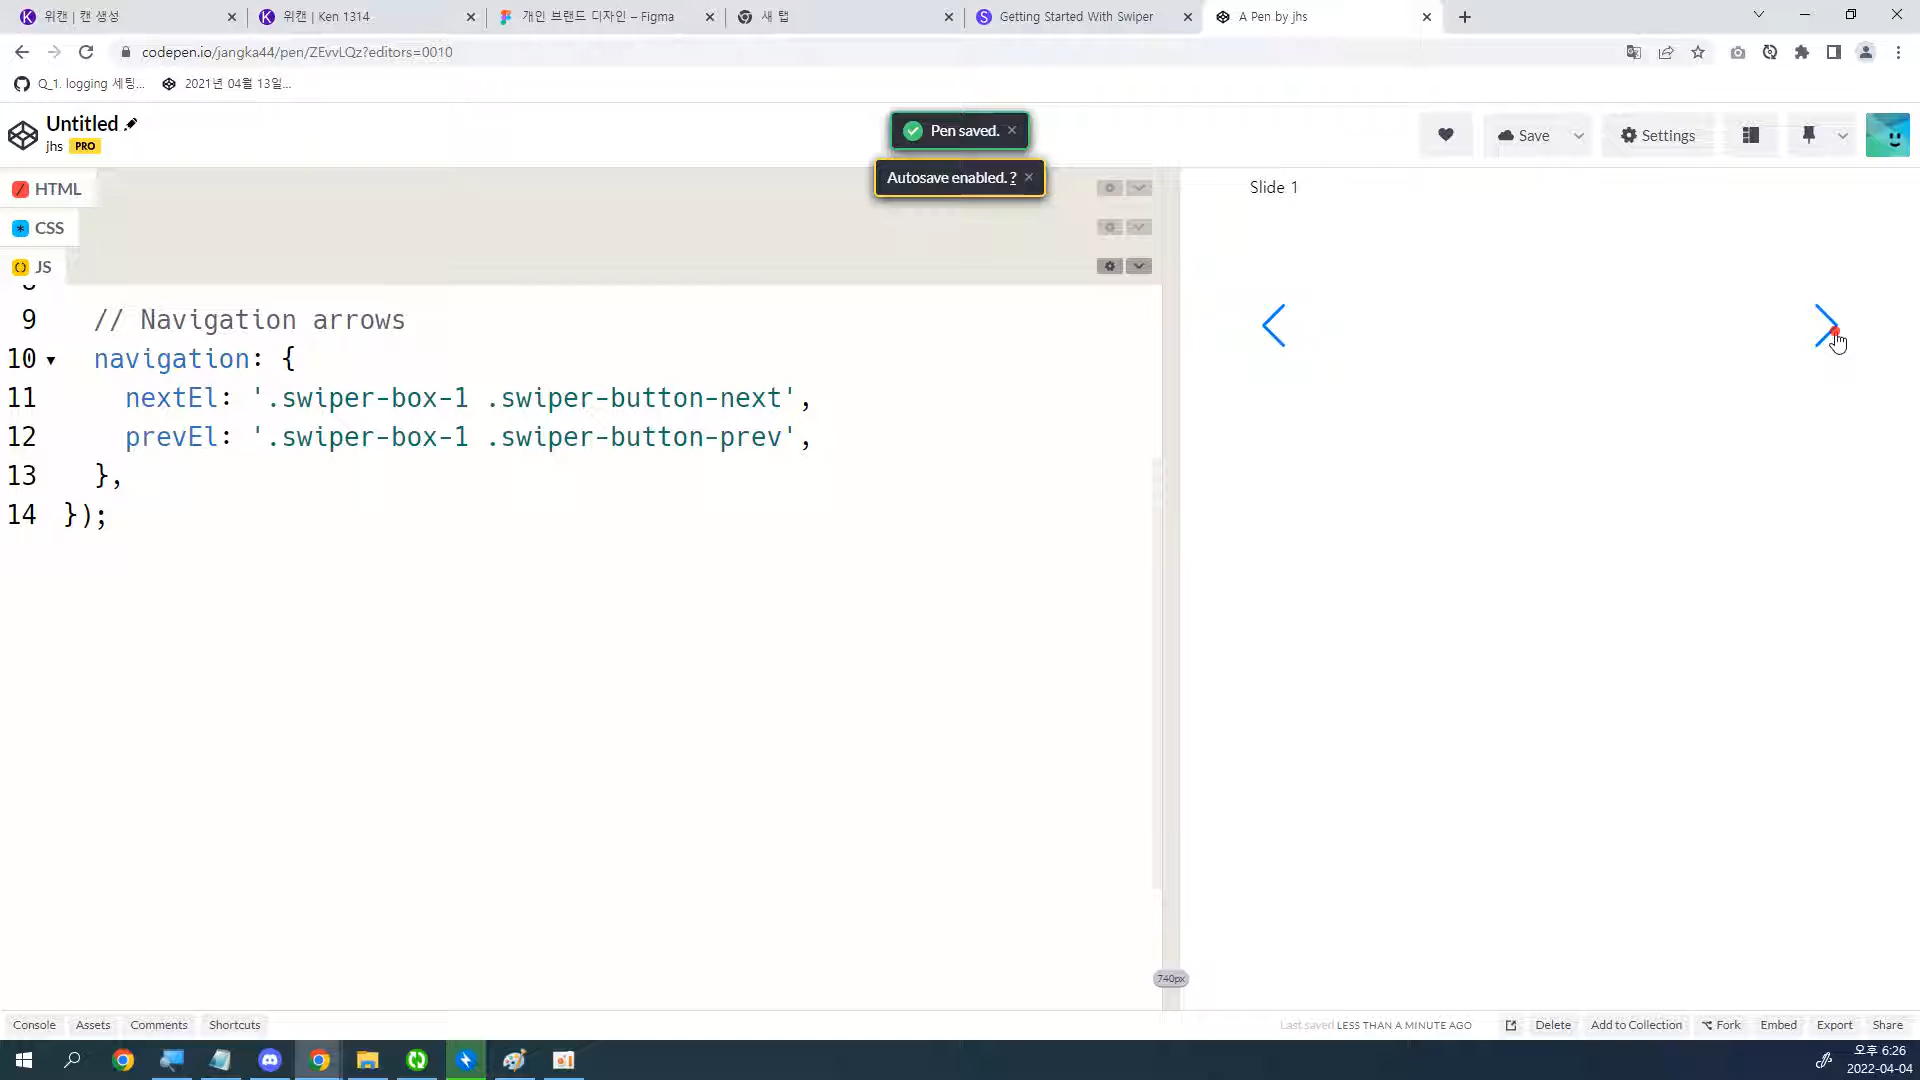 위캔 | 캔 생성
위캔 | Ken 1314
개인 브랜드 디자인 – Figma
새 탭
Getting Started With Swiper
A Pen by jhs
codepen.io/jangka44/pen/ZEvvLQz?editors=0010
Q_1. logging 세팅...
2021년 04월 13일...
Untitled
jhs PRO
Pen saved. ×
Autosave enabled. ? ×
Save
Settings
HTML
CSS
JS
Slide 1
9 // Navigation arrows
10 navigation: {
11 nextEl: '.swiper-box-1 .swiper-button-next',
12 prevEl: '.swiper-box-1 .swiper-button-prev',
13 },
14 });
740px
Console Assets Comments Shortcuts
Last saved LESS THAN A MINUTE AGO
Delete Add to Collection Fork Embed Export Share
오후 6:26
2022-04-04